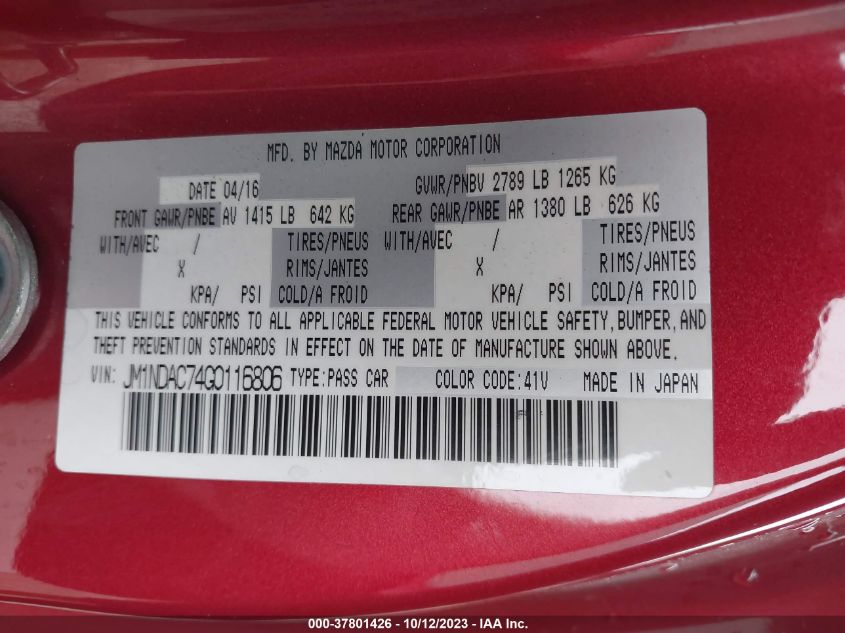 MFD. BY MAZDA MOTOR CORPORATION
DATE 04/16 GVWR/PNBV 2789 LB 1265 KG
FRONT GAWR/PNBE AV 1415 LB 642 KG REAR GAWR/PNBE AR 1380 LB 626 KG
WITH/AVEC / TIRES/PNEUS WITH/AVEC / TIRES/PNEUS
X RIMS/JANTES X RIMS/JANTES
KPA/ PSI COLD/A FROID KPA/ PSI COLD/A FROID
THIS VEHICLE CONFORMS TO ALL APPLICABLE FEDERAL MOTOR VEHICLE SAFETY, BUMPER, AND
THEFT PREVENTION STANDARDS IN EFFECT ON THE DATE OF MANUFACTURE SHOWN ABOVE.
VIN: JM1NDAC74G0116806 TYPE:PASS CAR COLOR CODE:41V MADE IN JAPAN
000-37801426 - 10/12/2023 - IAA Inc.